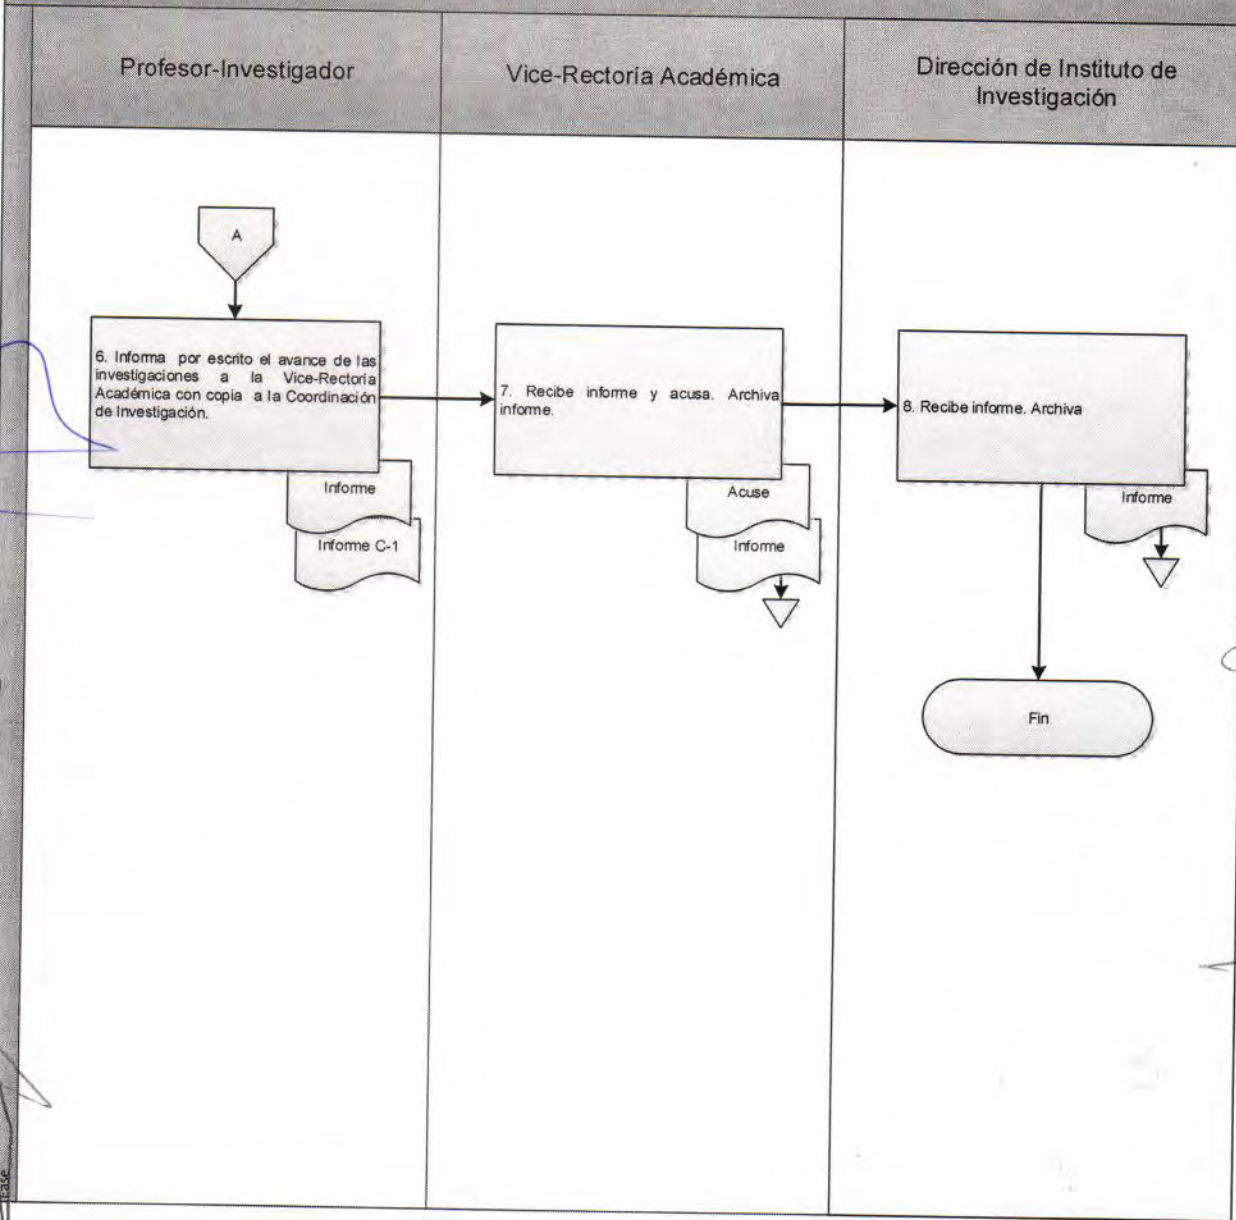 Profesor-Investigador
Vice-Rectoría Académica
Dirección de Instituto de
Investigación
A
6. Informa por escrito el avance de las
investigaciones a la Vice-Rectoría
Académica con copia a la Coordinación
de Investigación.
Informe
Informe C-1
7. Recibe informe y acusa. Archiva
informe.
Acuse
Informe
8. Recibe informe. Archiva
Informe
Fin